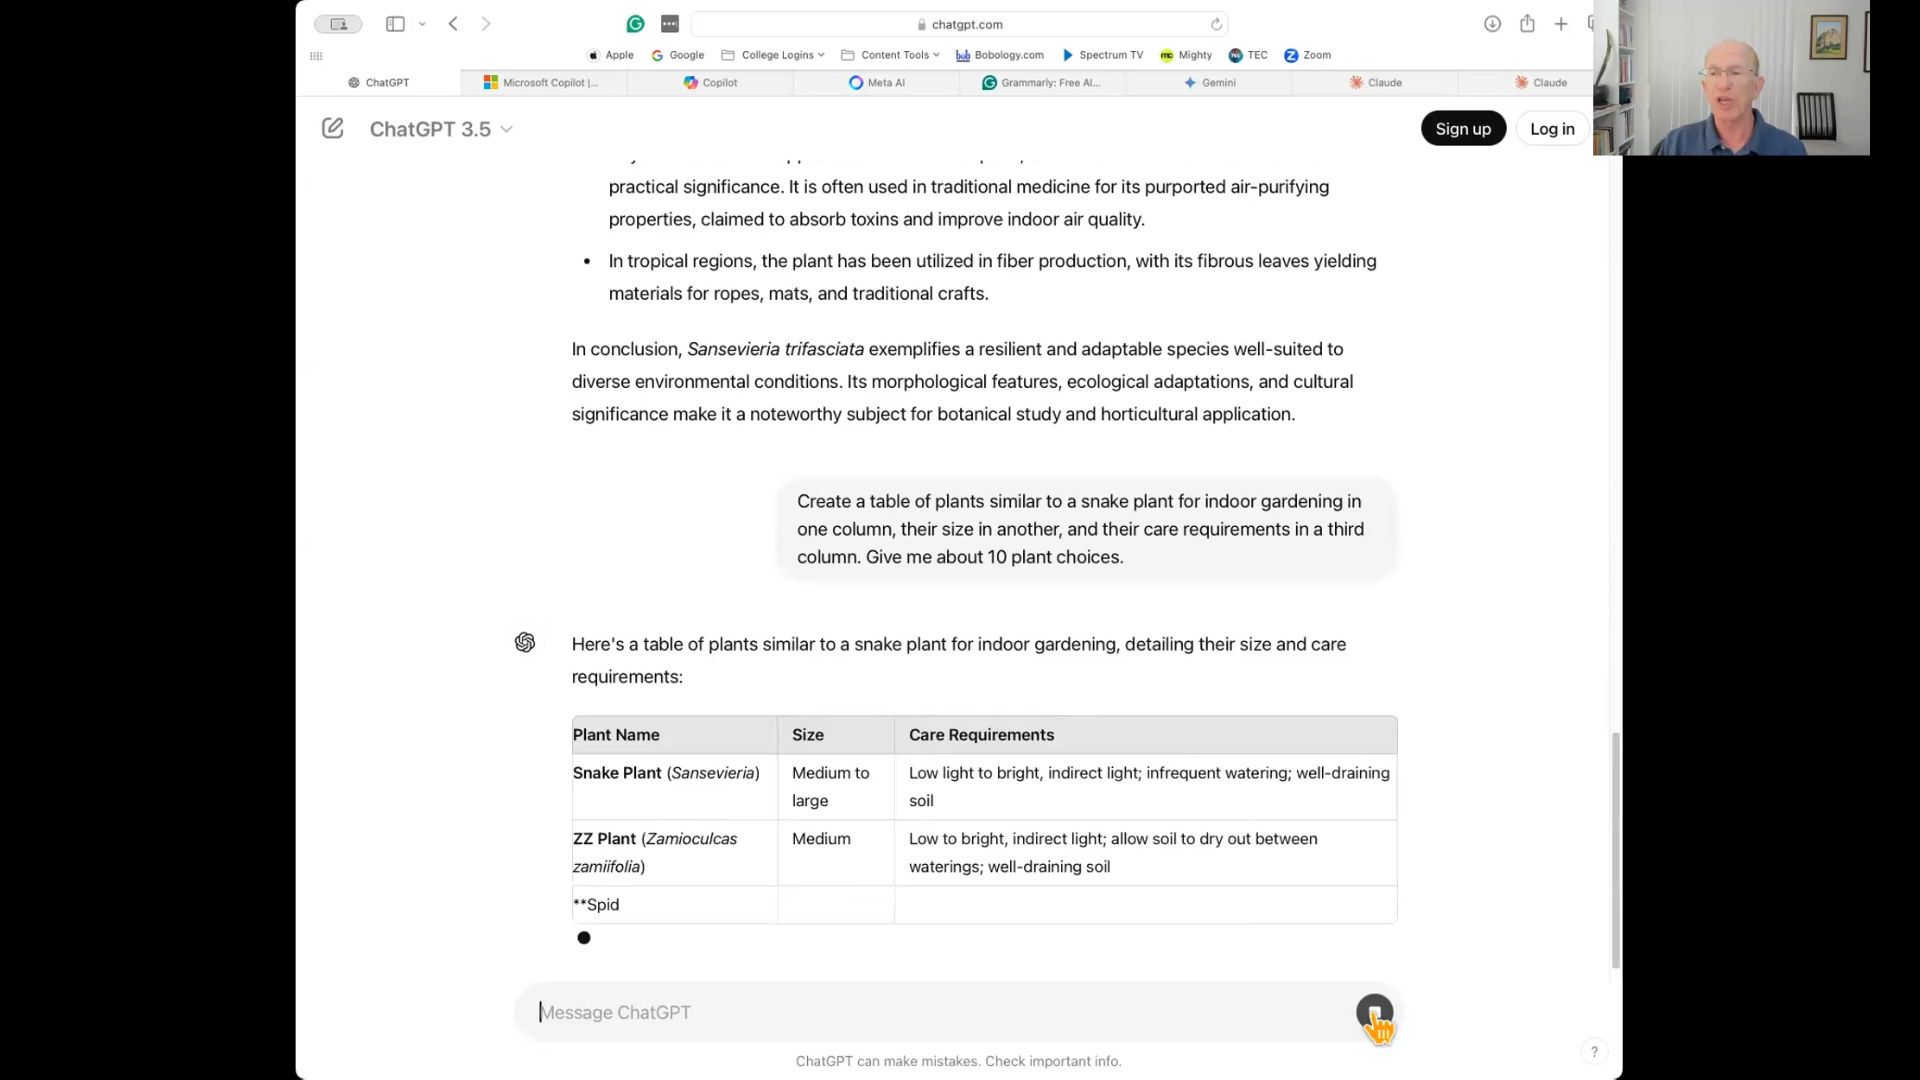 chatgpt.com
Apple
Google
College Logins
Content Tools
bob Bobology.com
Spectrum TV
mc Mighty
TEC
Zoom
ChatGPT
Microsoft Copilot |...
Copilot
Meta AI
Grammarly: Free AI...
Gemini
Claude
Claude
ChatGPT 3.5
Sign up
Log in
practical significance. It is often used in traditional medicine for its purported air-purifying
properties, claimed to absorb toxins and improve indoor air quality.
• In tropical regions, the plant has been utilized in fiber production, with its fibrous leaves yielding
materials for ropes, mats, and traditional crafts.
In conclusion, Sansevieria trifasciata exemplifies a resilient and adaptable species well-suited to
diverse environmental conditions. Its morphological features, ecological adaptations, and cultural
significance make it a noteworthy subject for botanical study and horticultural application.
Create a table of plants similar to a snake plant for indoor gardening in
one column, their size in another, and their care requirements in a third
column. Give me about 10 plant choices.
Here's a table of plants similar to a snake plant for indoor gardening, detailing their size and care
requirements:
Plant Name Size Care Requirements
Snake Plant (Sansevieria) Medium to Low light to bright, indirect light; infrequent watering; well-draining
large soil
ZZ Plant (Zamioculcas Medium Low to bright, indirect light; allow soil to dry out between
zamiifolia) waterings; well-draining soil
**Spid
Message ChatGPT
ChatGPT can make mistakes. Check important info.
?